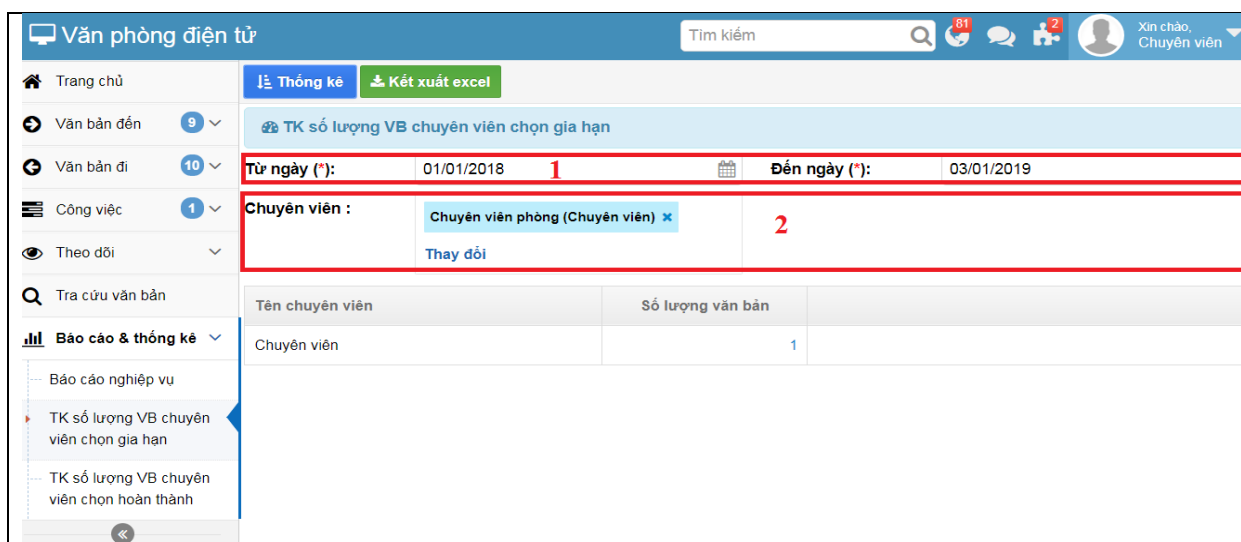 Văn phòng điện tử
Tìm kiếm
81
2
Xin chào,
Chuyên viên
Trang chủ
Văn bản đến 9
Văn bản đi 10
Công việc 1
Theo dõi
Tra cứu văn bản
Báo cáo & thống kê
Báo cáo nghiệp vụ
TK số lượng VB chuyên
viên chọn gia hạn
TK số lượng VB chuyên
viên chọn hoàn thành
Thống kê Kết xuất excel
TK số lượng VB chuyên viên chọn gia hạn
Từ ngày (*): 01/01/2018 1 Đến ngày (*): 03/01/2019
Chuyên viên : Chuyên viên phòng (Chuyên viên) × 2
Thay đổi
Tên chuyên viên Số lượng văn bản
Chuyên viên 1